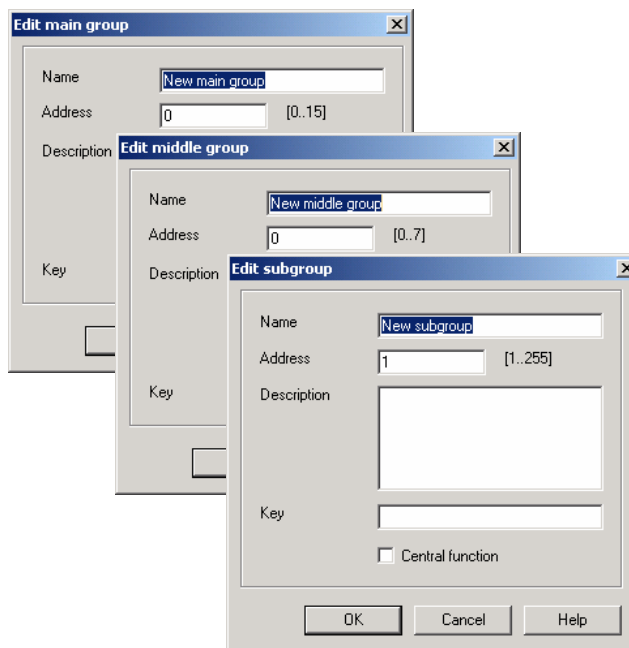 Edit main group
Name New main group
Address 0 [0..15]
Description
Key
Edit middle group
Name New middle group
Address 0 [0..7]
Description
Key
Edit subgroup
Name New subgroup
Address 1 [1..255]
Description
Key
Central function
OK Cancel Help